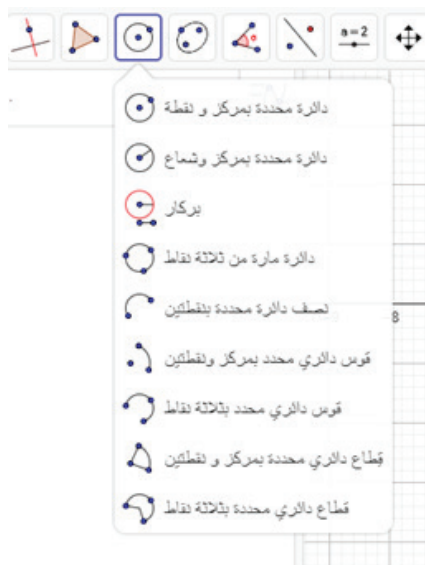 a=2
دائرة محددة بمركز و نقطة
دائرة محددة بمركز وشعاع
بركار
دائرة مارة من ثلاثة نقاط
نصف دائرة محددة بنقطتين
8
قوس دائري محدد بمركز ونقطتين
قوس دائري محدد بثلاثة نقاط
قطاع دائري محددة بمركز و نقطتين
قطاع دائري محددة بثلاثة نقاط